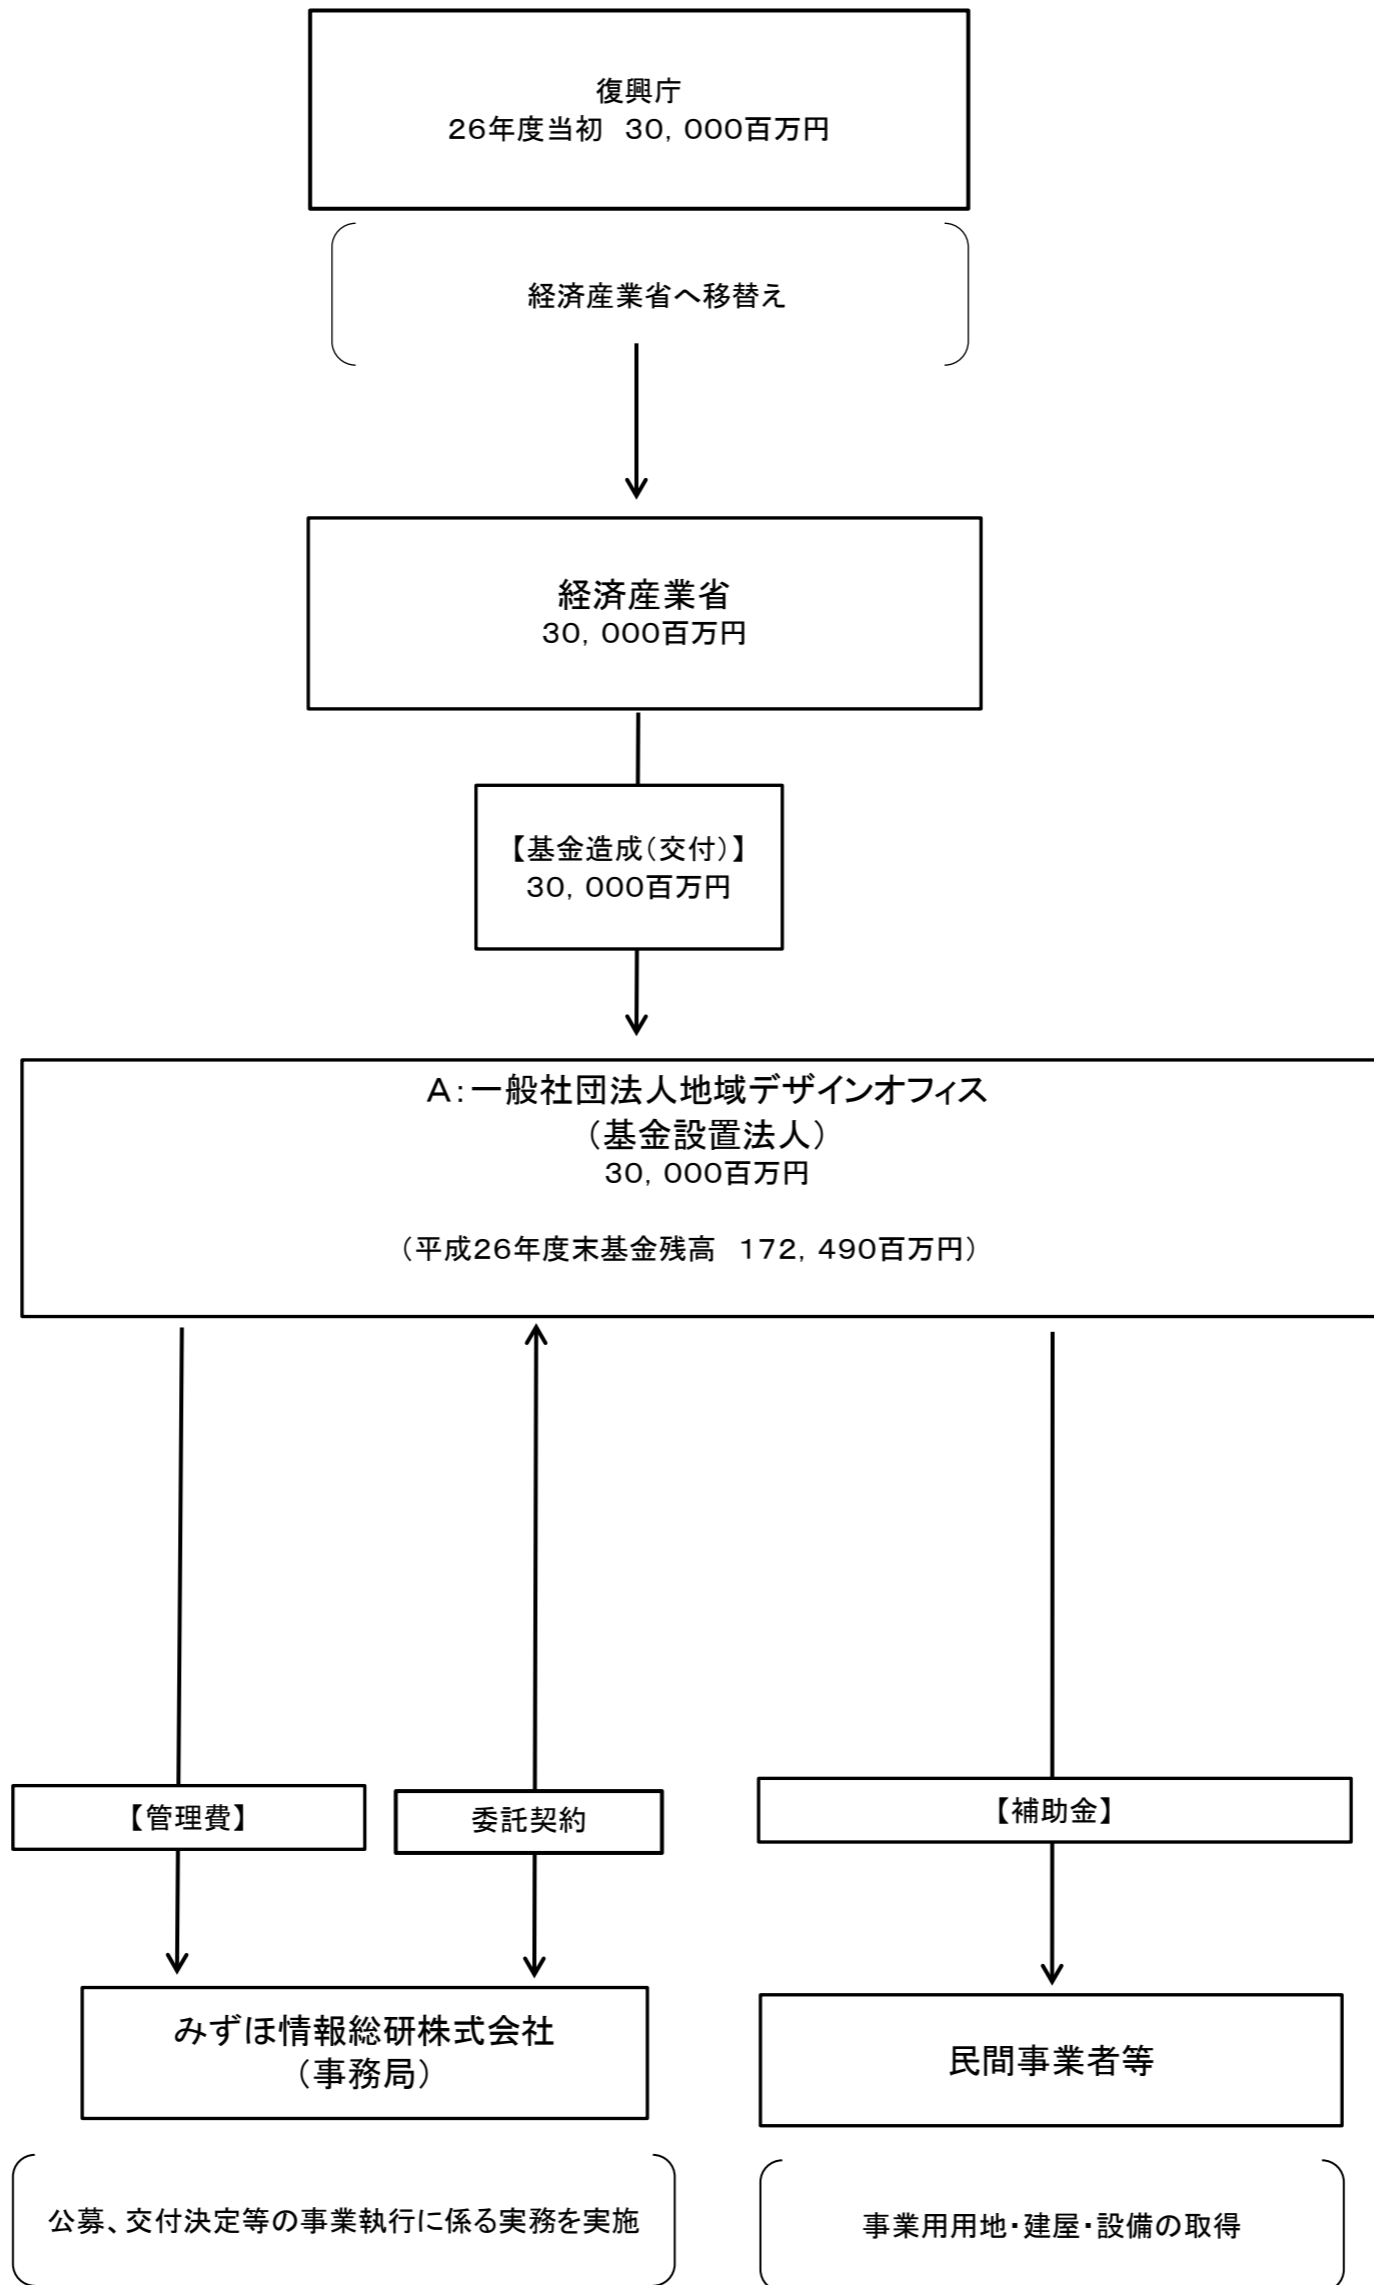 復興庁
26年度当初　30，000百万円
経済産業省へ移替え
経済産業省
30，000百万円
【基金造成（交付）】
30，000百万円
A：一般社団法人地域デザインオフィス
（基金設置法人）
30，000百万円
（平成26年度末基金残高　172，490百万円）
【管理費】
委託契約
【補助金】
みずほ情報総研株式会社
（事務局）
民間事業者等
公募、交付決定等の事業執行に係る実務を実施
事業用用地・建屋・設備の取得